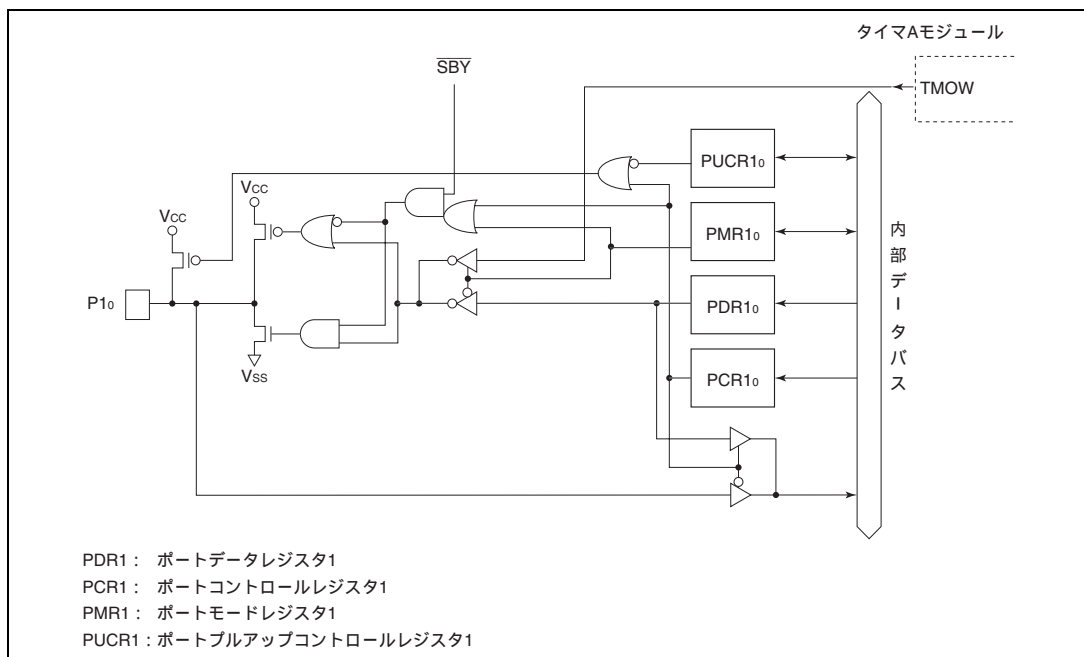 タイマAモジュール
SBY
TMOW
PUCR1₀
VCC
VCC
PMR1₀
P1₀
PDR1₀
VSS
PCR1₀
内部データバス
PDR1： ポートデータレジスタ1
PCR1： ポートコントロールレジスタ1
PMR1： ポートモードレジスタ1
PUCR1：ポートプルアップコントロールレジスタ1